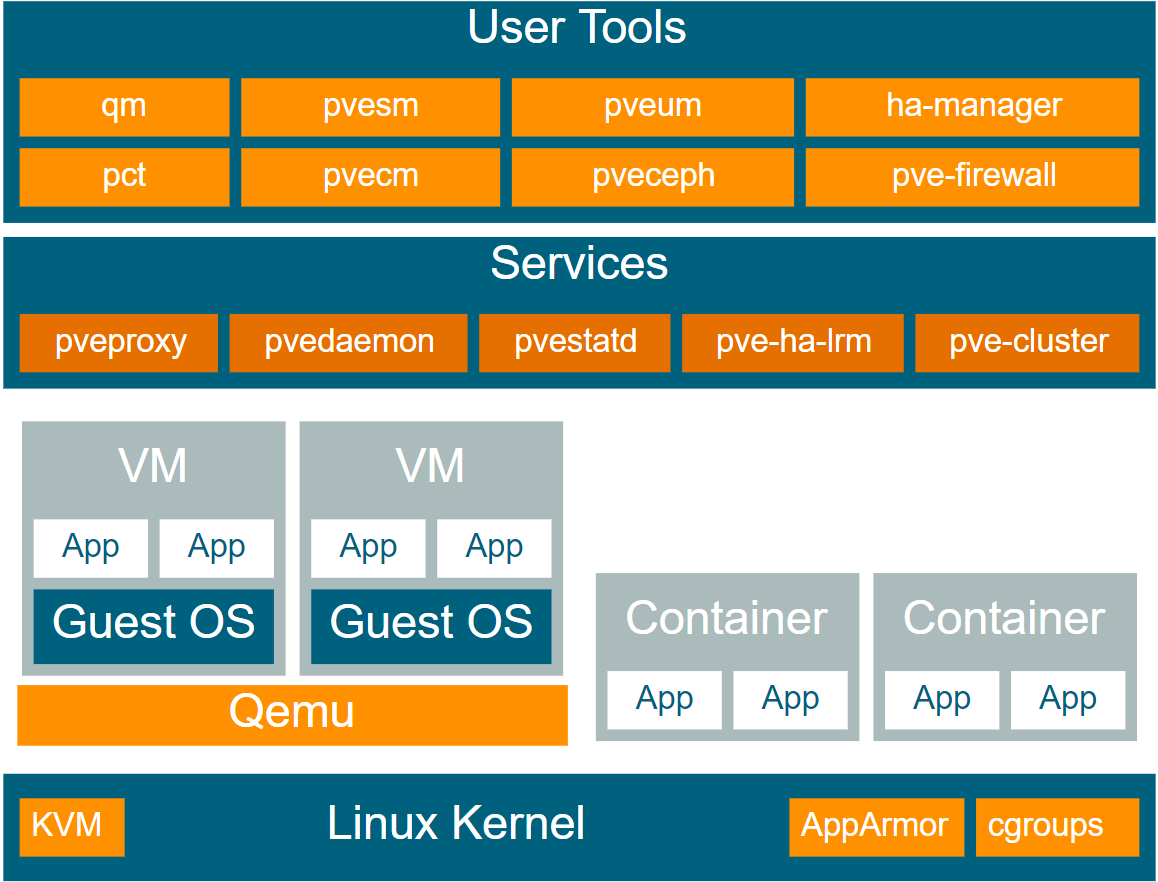 User Tools
qm pvesm pveum ha-manager
pct pvecm pveceph pve-firewall
Services
pveproxy pvedaemon pvestatd pve-ha-lrm pve-cluster
VM VM
App App App App
Guest OS Guest OS
Container Container
App App App App
Qemu
KVM Linux Kernel AppArmor cgroups